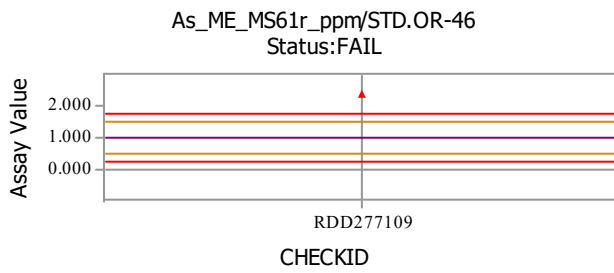 As_ME_MS61r_ppm/STD.OR-46
Status:FAIL
Assay Value
2.000
1.000
0.000
RDD277109
CHECKID